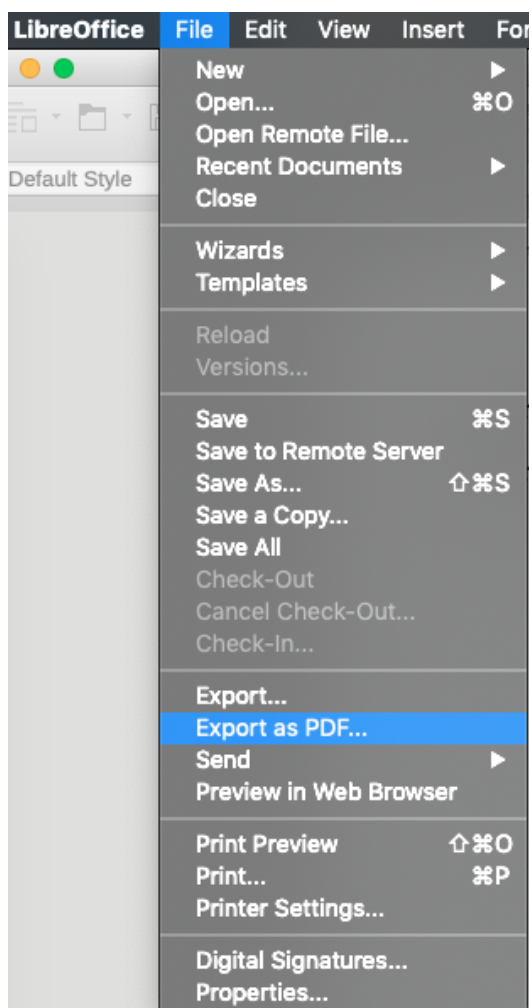 LibreOffice File Edit View Insert For
New
Open... ⌘O
Open Remote File...
Recent Documents
Default Style
Close
Wizards
Templates
Reload
Versions...
Save ⌘S
Save to Remote Server
Save As... ⇧⌘S
Save a Copy...
Save All
Check-Out
Cancel Check-Out...
Check-In...
Export...
Export as PDF...
Send
Preview in Web Browser
Print Preview ⇧⌘O
Print... ⌘P
Printer Settings...
Digital Signatures...
Properties...